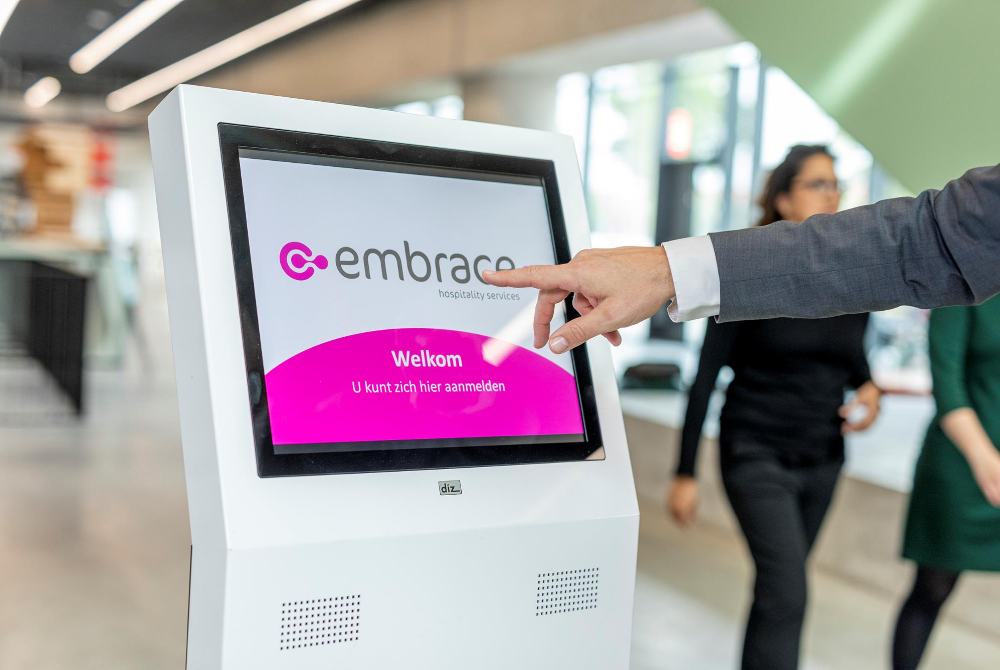 embrace
hospitality services
Welkom
U kunt zich hier aanmelden
diz